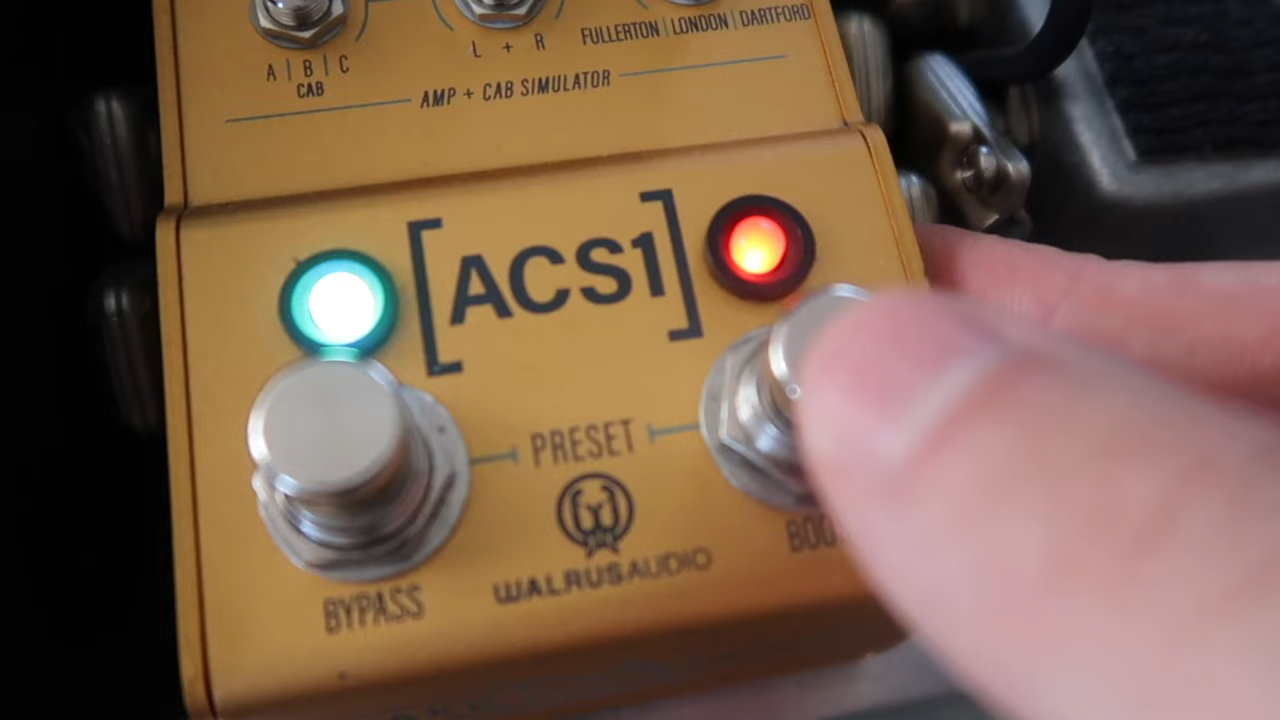 A | B | C
CAB
L + R
FULLERTON | LONDON | DARTFORD
AMP + CAB SIMULATOR
[ACS1]
PRESET
WALRUSAUDIO
BYPASS